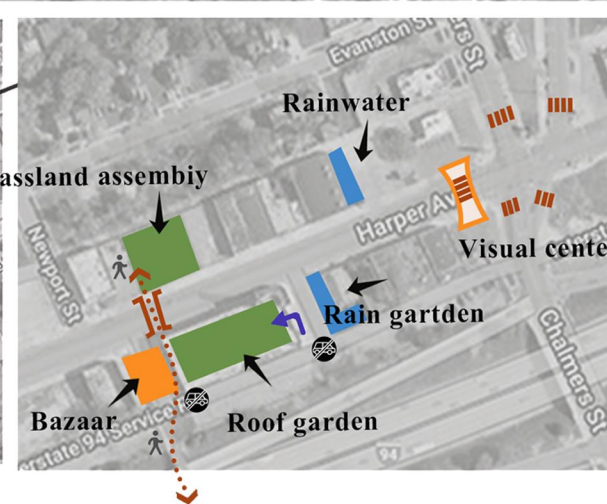 Evanston St
rs St
Rainwater
assland assembiy
Harper Av
Newport St
Visual cente
Rain gartden
Chalmers St
Bazaar
Roof garden
erstate 94 Service
94